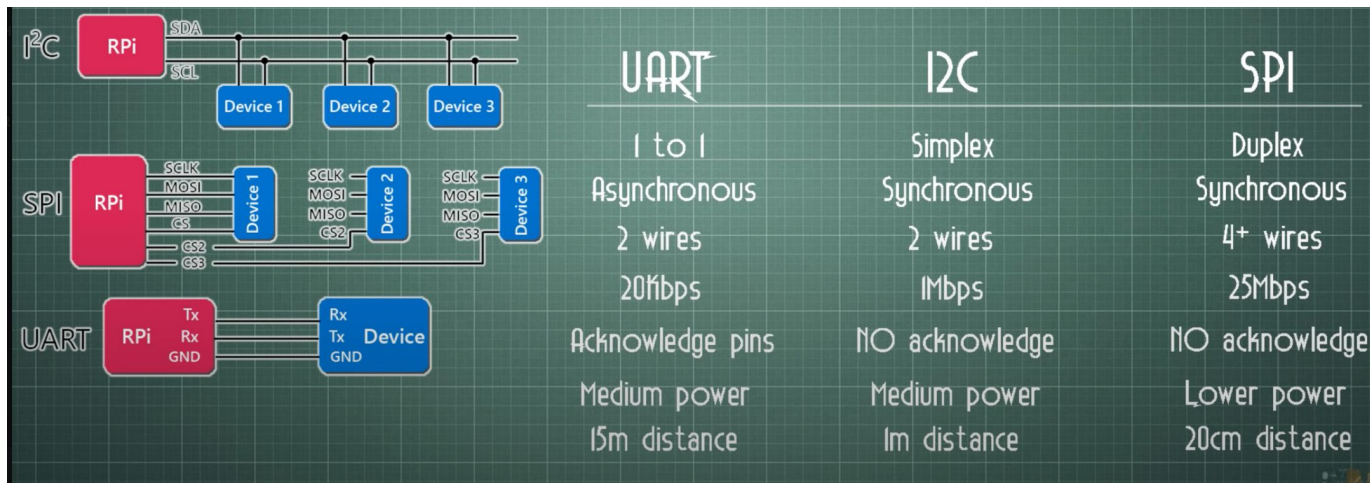 I²C
RPi
SDA
SCL
Device 1
Device 2
Device 3
SPI
RPi
SCLK
MOSI
MISO
CS
CS2
CS3
Device 1
SCLK
MOSI
MISO
CS2
Device 2
SCLK
MOSI
MISO
CS3
Device 3
UART
RPi
Tx
Rx
GND
Rx
Tx
GND
Device
UART I2C SPI
1 to 1 Simplex Duplex
Asynchronous Synchronous Synchronous
2 wires 2 wires 4+ wires
20Kbps 1Mbps 25Mbps
Acknowledge pins NO acknowledge NO acknowledge
Medium power Medium power Lower power
15m distance 1m distance 20cm distance